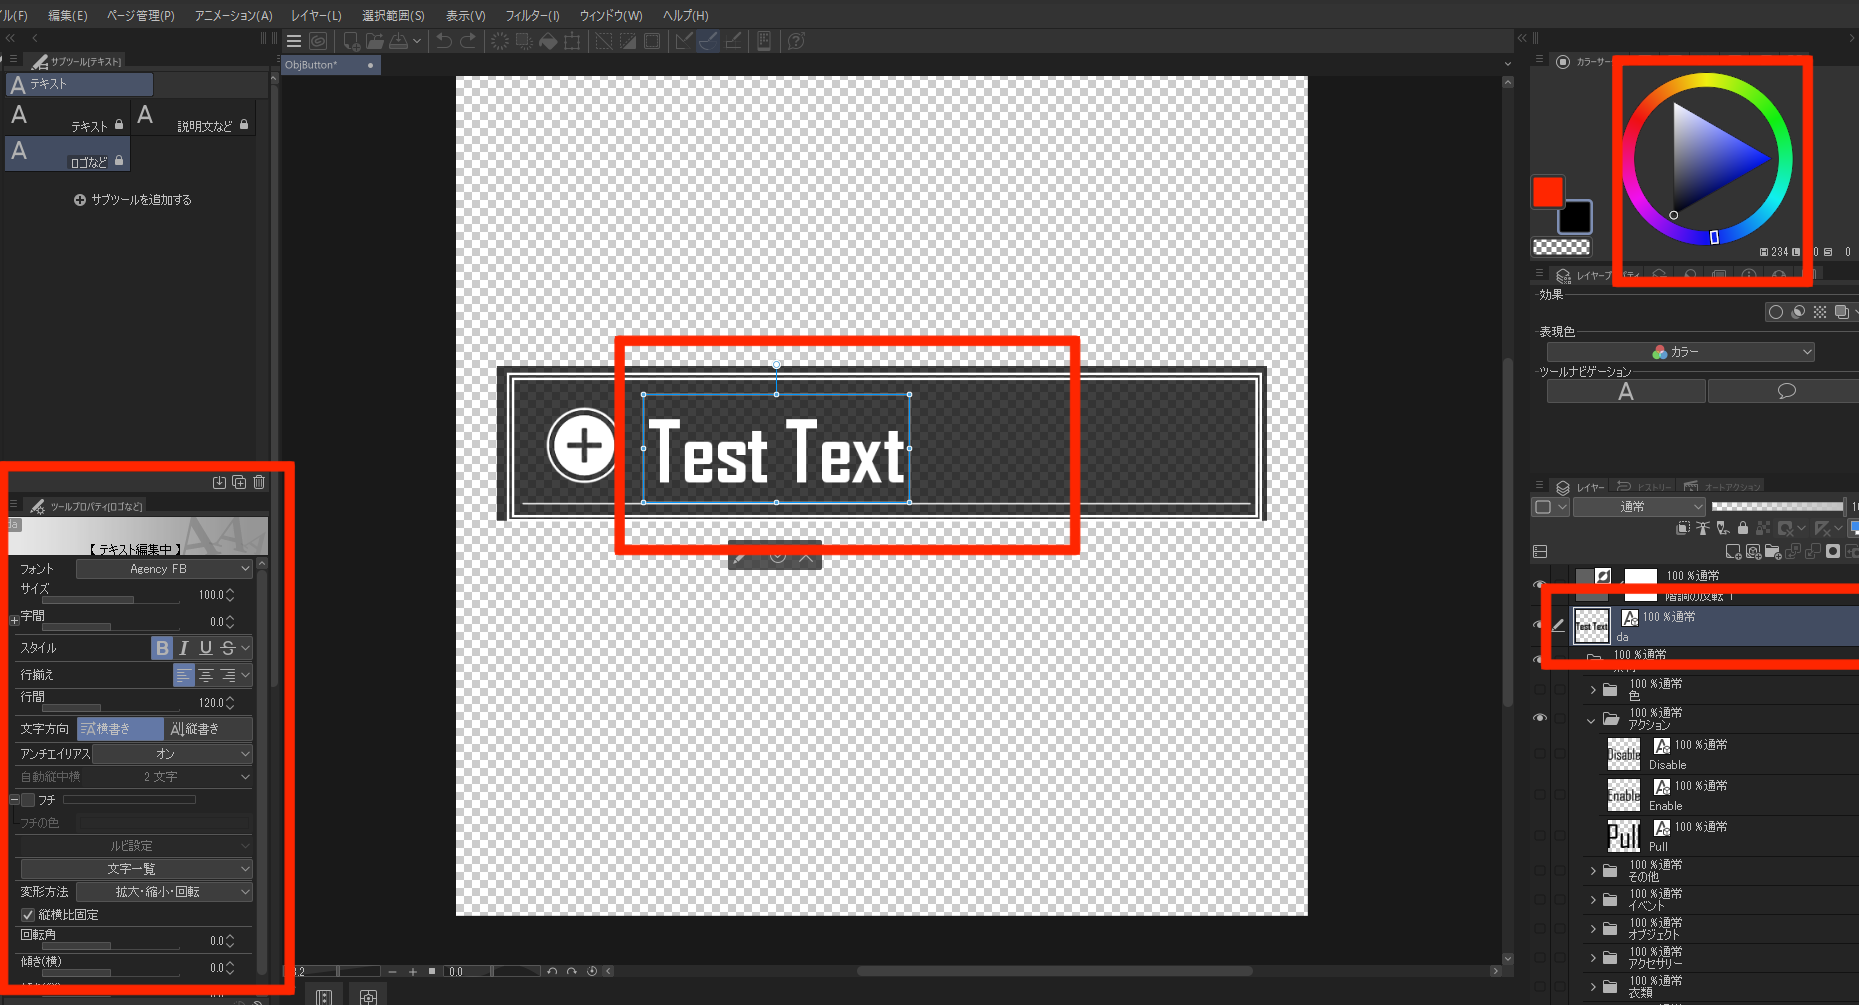 ル(F) 編集(E) ページ管理(P) アニメーション(A) レイヤー(L) 選択範囲(S) 表示(V) フィルター(I) ウィンドウ(W) ヘルプ(H)
サブツール[テキスト]
テキスト
テキスト 説明文など
ロゴなど
サブツールを追加する
ツールプロパティ[ロゴなど]
da
【 テキスト編集中 】
フォント Agency FB
サイズ 100.0
字間 0.0
スタイル B I U S
行揃え
行間 120.0
文字方向 横書き 縦書き
アンチエイリアス オン
自動縦中横 2 文字
フチ
フチの色
ルビ設定
文字一覧
変形方法 拡大・縮小・回転
縦横比固定
回転角 0.0
傾き(横) 0.0
ObjButton*
Test Text
0.0
カラーサー
234 0 0
効果
表現色
カラー
ツールナビゲーション
レイヤー ヒストリー オートアクション
通常
100 %通常
階調の反転 1
Test Text 100 %通常
da
100 %通常
100 %通常
色
100 %通常
アクション
Disable 100 %通常
Disable
Enable 100 %通常
Enable
Pull 100 %通常
Pull
100 %通常
その他
100 %通常
イベント
100 %通常
オブジェクト
100 %通常
アクセサリー
100 %通常
衣類